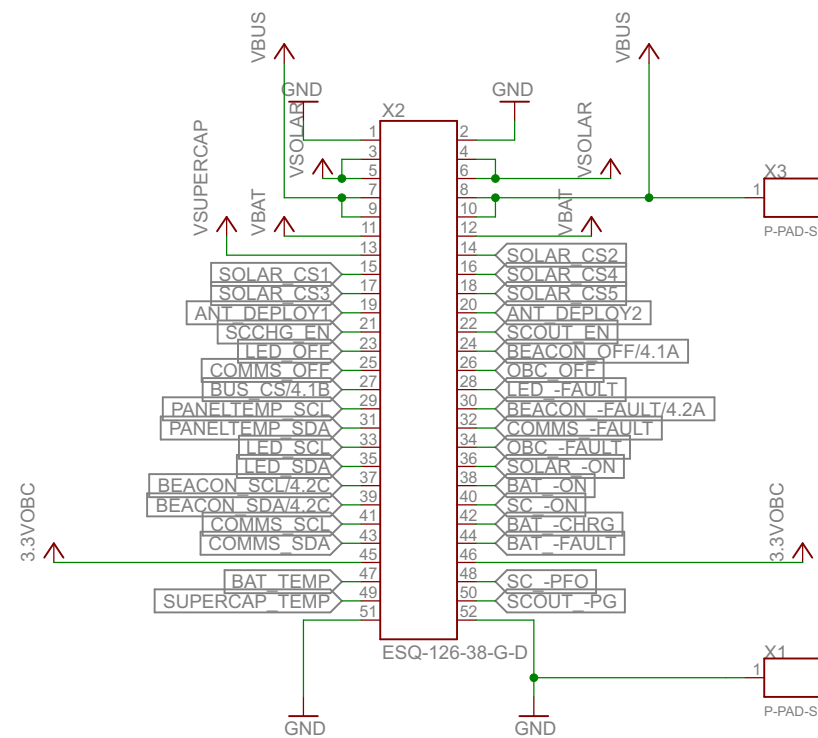 VBUS
VBUS
GND
GND
X2
VSOLAR
VSOLAR
VSUPERCAP
VBAT
VBAT
X3
1
P-PAD-S
1 2
3 4
5 6
7 8
9 10
11 12
13 14 SOLAR_CS2
SOLAR_CS1 15 16 SOLAR_CS4
SOLAR_CS3 17 18 SOLAR_CS5
ANT_DEPLOY1 19 20 ANT_DEPLOY2
SCCHG_EN 21 22 SCOUT_EN
LED_OFF 23 24 BEACON_OFF/4.1A
COMMS_OFF 25 26 OBC_OFF
BUS_CS/4.1B 27 28 LED_-FAULT
PANELTEMP_SCL 29 30 BEACON_-FAULT/4.2A
PANELTEMP_SDA 31 32 COMMS_-FAULT
LED_SCL 33 34 OBC_-FAULT
LED_SDA 35 36 SOLAR_-ON
BEACON_SCL/4.2C 37 38 BAT_-ON
BEACON_SDA/4.2C 39 40 SC_-ON
COMMS_SCL 41 42 BAT_-CHRG
COMMS_SDA 43 44 BAT_-FAULT
3.3VOBC 45 46 3.3VOBC
BAT_TEMP 47 48 SC_-PFO
SUPERCAP_TEMP 49 50 SCOUT_-PG
51 52
ESQ-126-38-G-D
X1
1
P-PAD-S
GND
GND